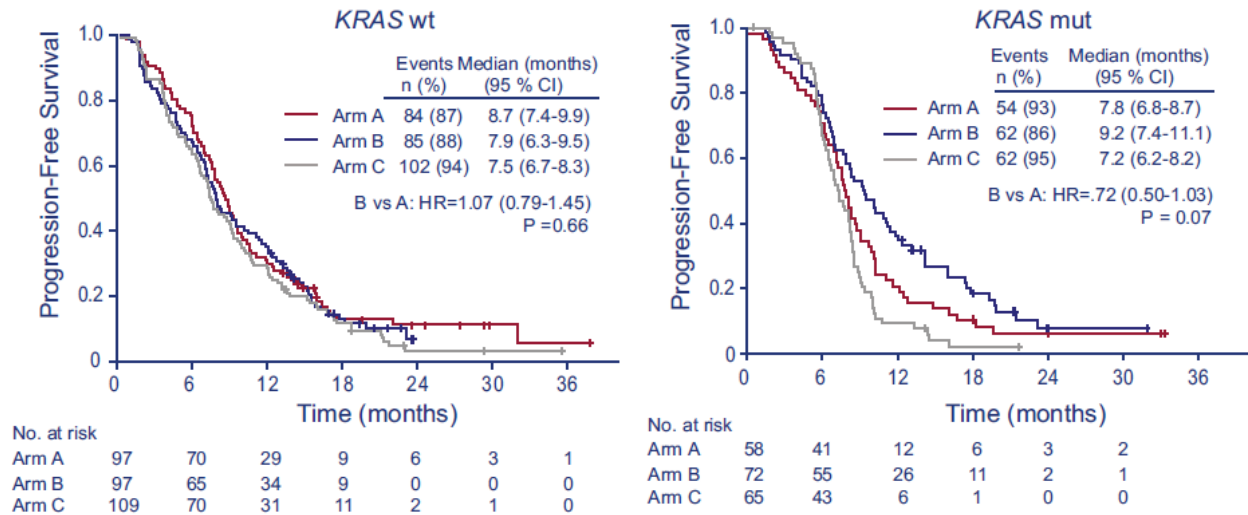 KRAS wt
Progression-Free Survival
1.0
0.8
0.6
0.4
0.2
0
Events Median (months)
n (%) (95 % CI)
Arm A 84 (87) 8.7 (7.4-9.9)
Arm B 85 (88) 7.9 (6.3-9.5)
Arm C 102 (94) 7.5 (6.7-8.3)
B vs A: HR=1.07 (0.79-1.45)
P =0.66
0 6 12 18 24 30 36
Time (months)
No. at risk
Arm A 97 70 29 9 6 3 1
Arm B 97 65 34 9 0 0 0
Arm C 109 70 31 11 2 1 0
KRAS mut
Progression-Free Survival
1.0
0.8
0.6
0.4
0.2
0
Events Median (months)
n (%) (95 % CI)
Arm A 54 (93) 7.8 (6.8-8.7)
Arm B 62 (86) 9.2 (7.4-11.1)
Arm C 62 (95) 7.2 (6.2-8.2)
B vs A: HR=.72 (0.50-1.03)
P = 0.07
0 6 12 18 24 30 36
Time (months)
No. at risk
Arm A 58 41 12 6 3 2
Arm B 72 55 26 11 2 1
Arm C 65 43 6 1 0 0